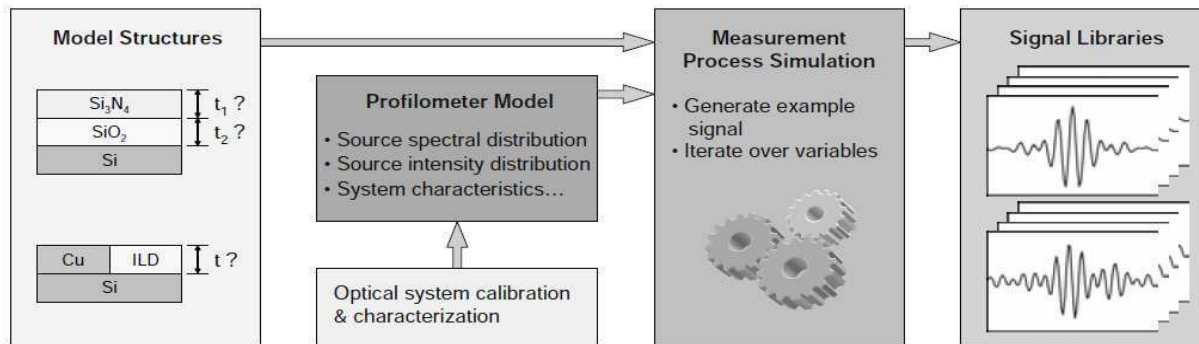 Model Structures
Si₃N₄
t₁ ?
SiO₂
t₂ ?
Si
Cu
ILD
t ?
Si
Profilometer Model
• Source spectral distribution
• Source intensity distribution
• System characteristics…
Optical system calibration
& characterization
Measurement
Process Simulation
• Generate example
signal
• Iterate over variables
Signal Libraries